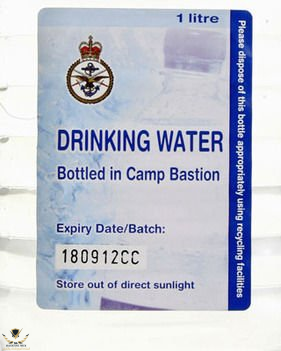 1 litre
DRINKING WATER
Bottled in Camp Bastion
Expiry Date/Batch:
180912CC
Store out of direct sunlight
Please dispose of this bottle appropriately using recycling facilities